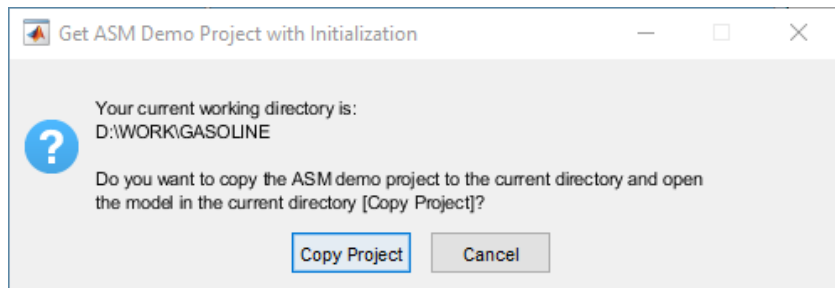 Get ASM Demo Project with Initialization
Your current working directory is:
D:\WORK\GASOLINE
Do you want to copy the ASM demo project to the current directory and open
the model in the current directory [Copy Project]?
Copy Project
Cancel